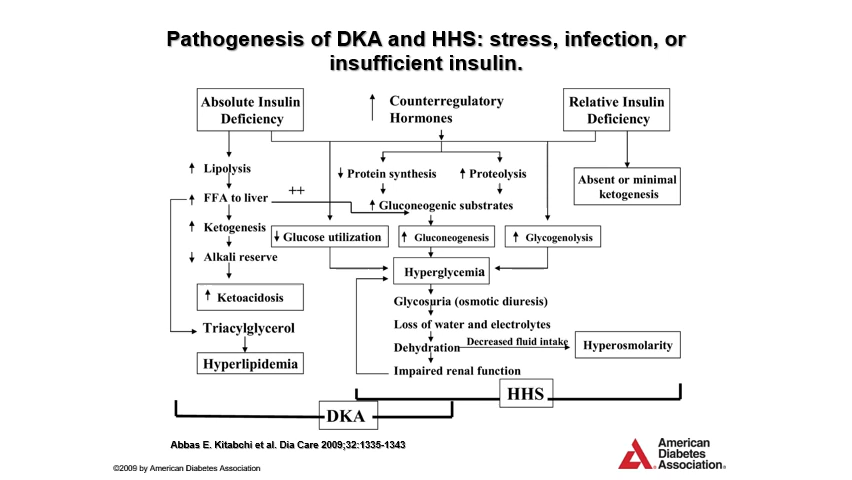 Pathogenesis of DKA and HHS: stress, infection, or
insufficient insulin.
Absolute Insulin
Deficiency
↑ Counterregulatory
Hormones
Relative Insulin
Deficiency
↑ Lipolysis
↓ Protein synthesis
↑ Proteolysis
Absent or minimal
ketogenesis
↑ FFA to liver
++
↑ Gluconeogenic substrates
↑ Ketogenesis
↓ Glucose utilization
↑ Gluconeogenesis
↑ Glycogenolysis
↓ Alkali reserve
Hyperglycemia
↑ Ketoacidosis
Glycosuria (osmotic diuresis)
Triacylglycerol
Loss of water and electrolytes
Dehydration
Decreased fluid intake
Hyperosmolarity
Hyperlipidemia
Impaired renal function
HHS
DKA
Abbas E. Kitabchi et al. Dia Care 2009;32:1335-1343
©2009 by American Diabetes Association
American
Diabetes
Association.